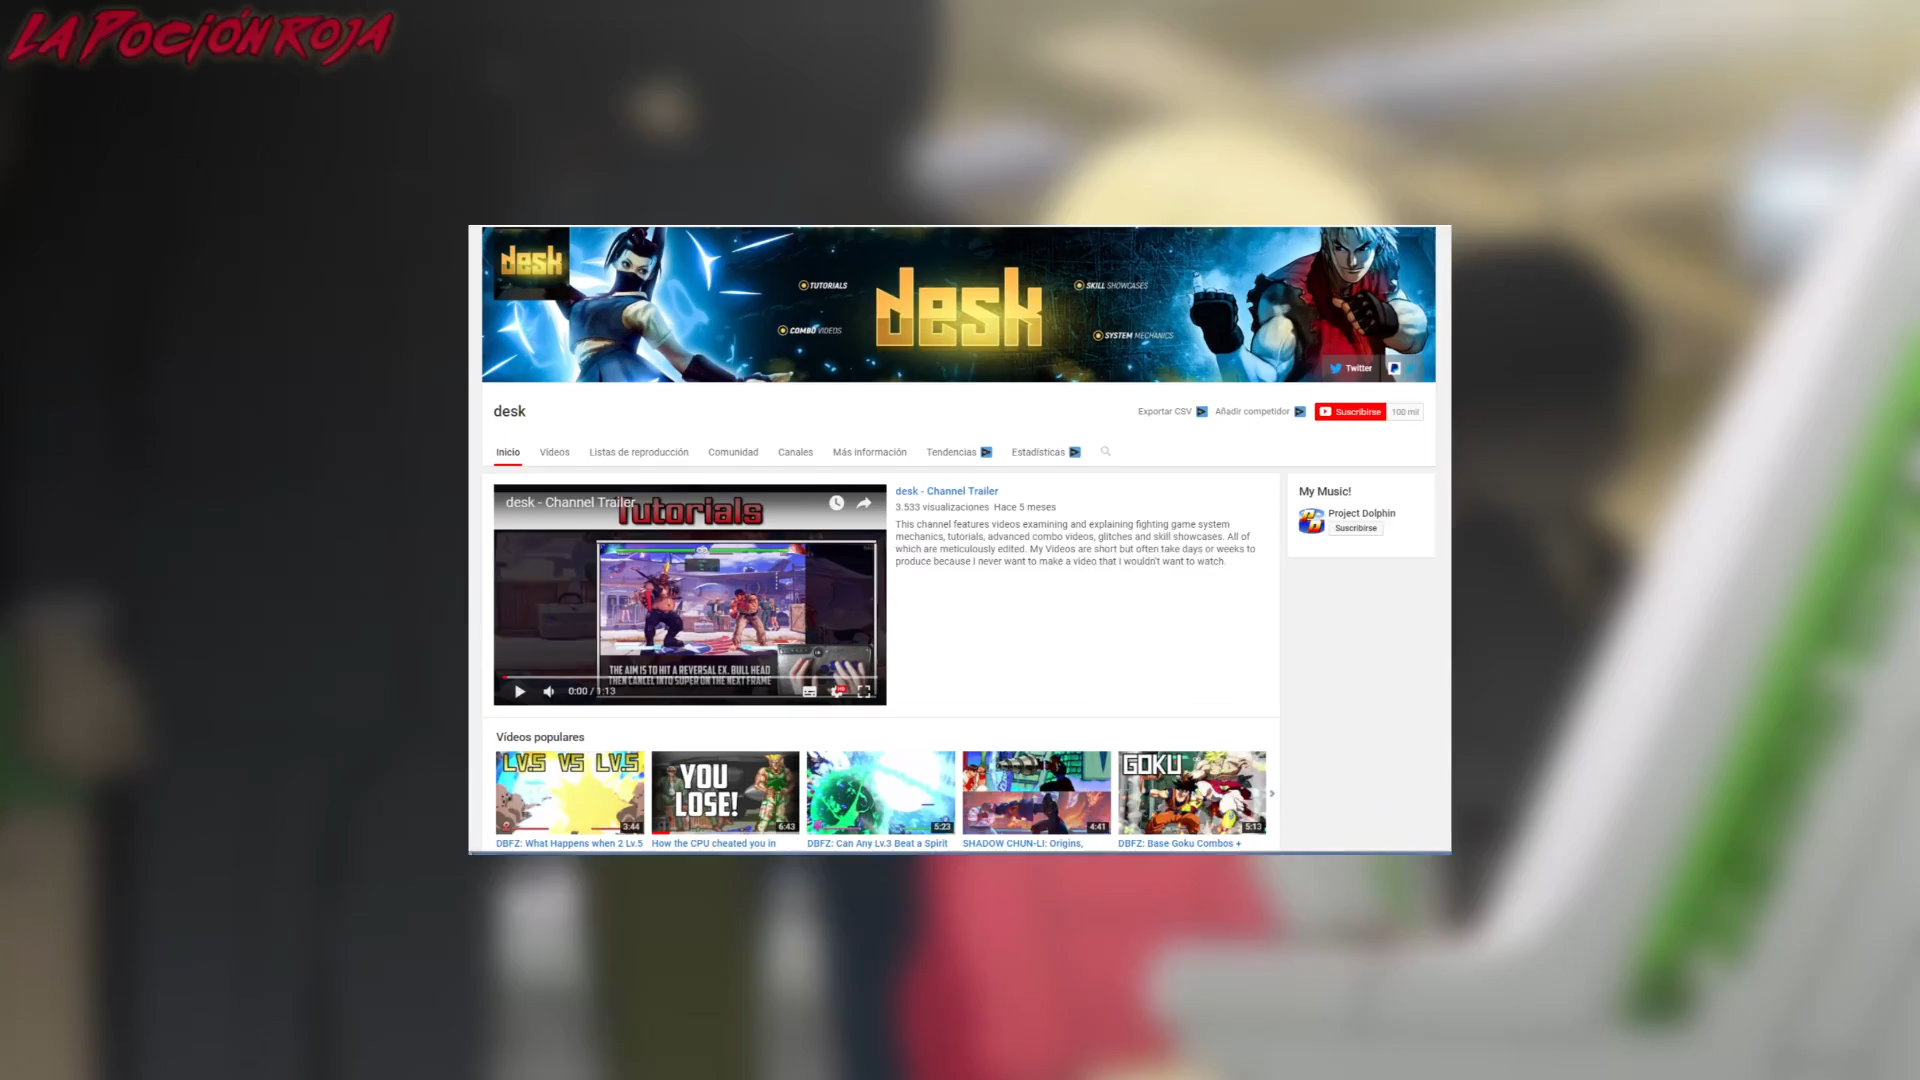 LA POCIÓN ROJA
desk
TUTORIALS
SKILL SHOWCASES
desk
COMBO VIDEOS
SYSTEM MECHANICS
Twitter
desk
Exportar CSV
Añadir competidor
Suscribirse
100 mil
Inicio
Vídeos
Listas de reproducción
Comunidad
Canales
Más información
Tendencias
Estadísticas
desk - Channel Trailer
Tutorials
THE AIM IS TO HIT A REVERSAL EX. BULL HEAD
THEN CANCEL INTO SUPER ON THE NEXT FRAME
0:00 / 1:13
desk - Channel Trailer
3.533 visualizaciones Hace 5 meses
This channel features videos examining and explaining fighting game system
mechanics, tutorials, advanced combo videos, glitches and skill showcases. All of
which are meticulously edited. My Videos are short but often take days or weeks to
produce because I never want to make a video that i wouldn't want to watch.
My Music!
Project Dolphin
Suscribirse
Vídeos populares
LV.5 VS LV.5
3:44
YOU
LOSE!
6:43
5:23
4:41
GOKU
5:13
DBFZ: What Happens when 2 Lv.5
How the CPU cheated you in
DBFZ: Can Any Lv.3 Beat a Spirit
SHADOW CHUN-LI: Origins,
DBFZ: Base Goku Combos +